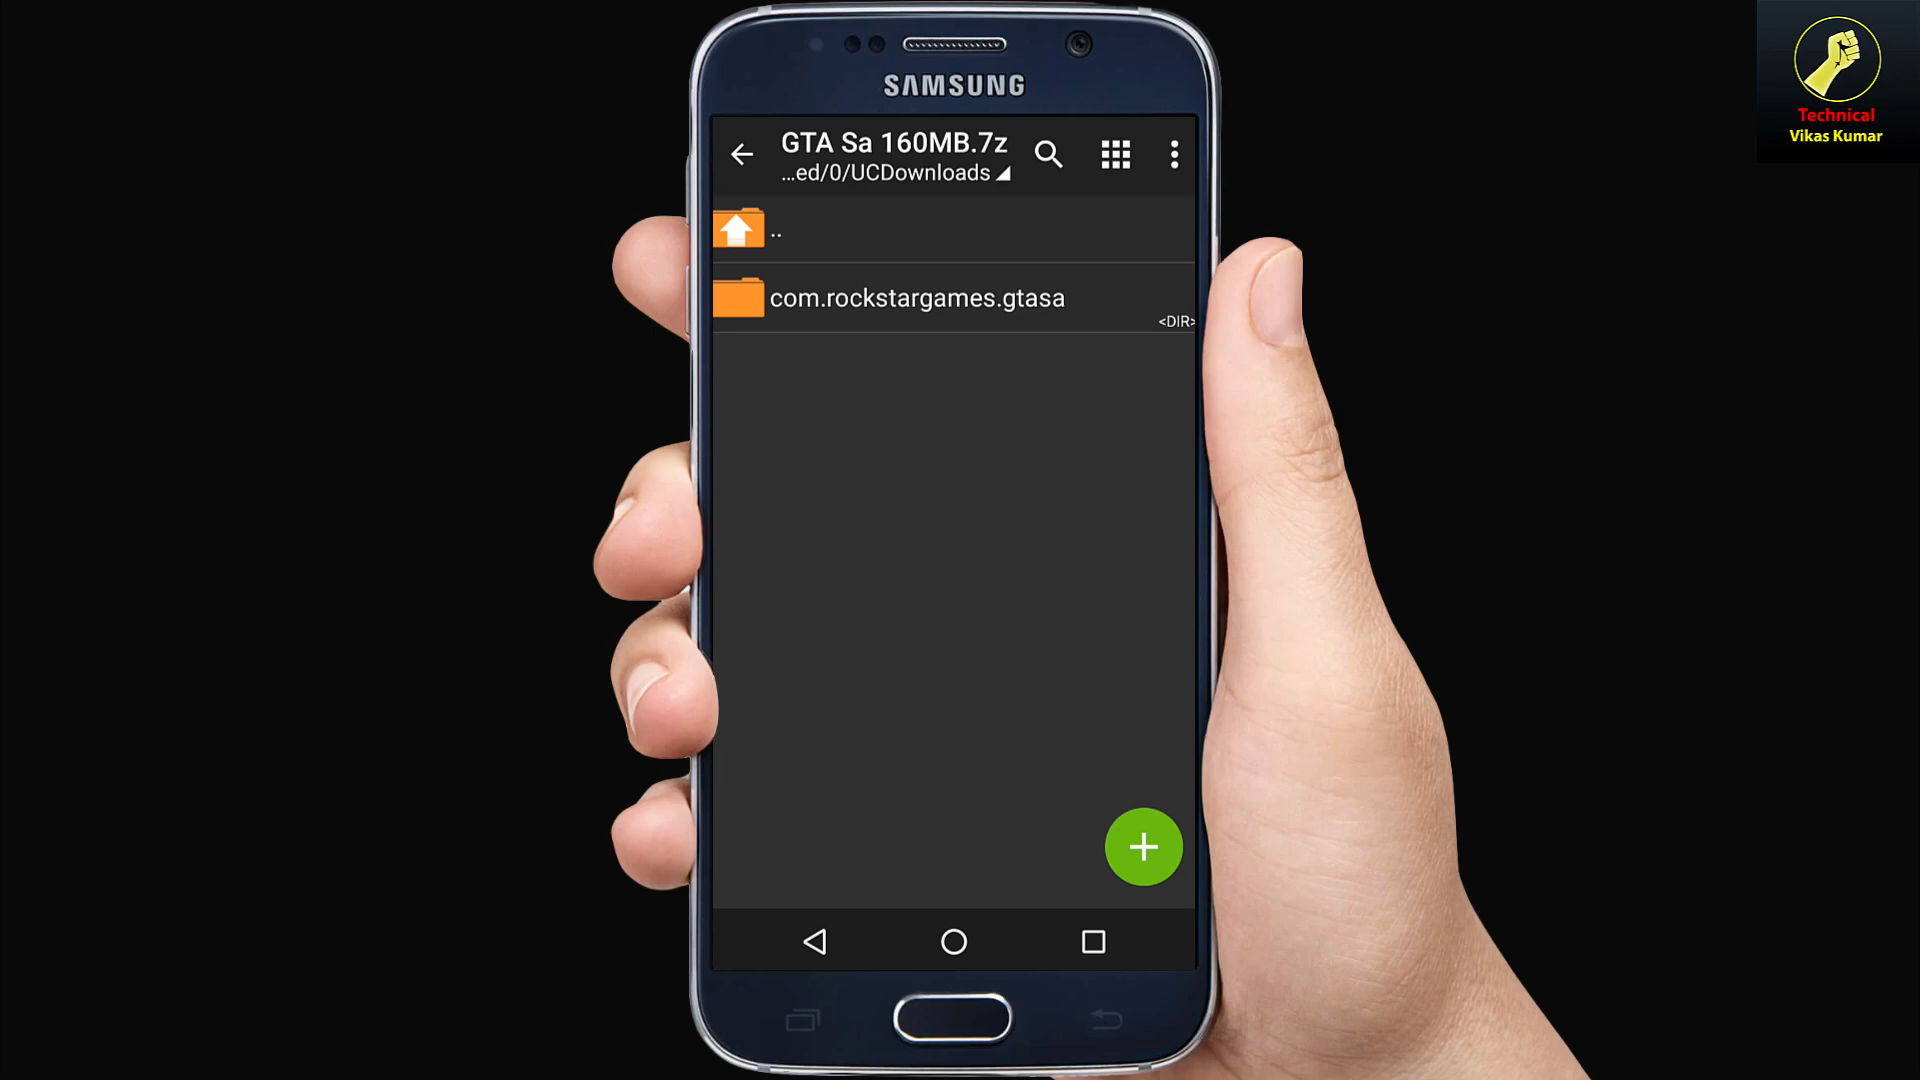 SAMSUNG
GTA Sa 160MB.7z
...ed/0/UCDownloads
..
com.rockstargames.gtasa
<DIR>
Technical
Vikas Kumar